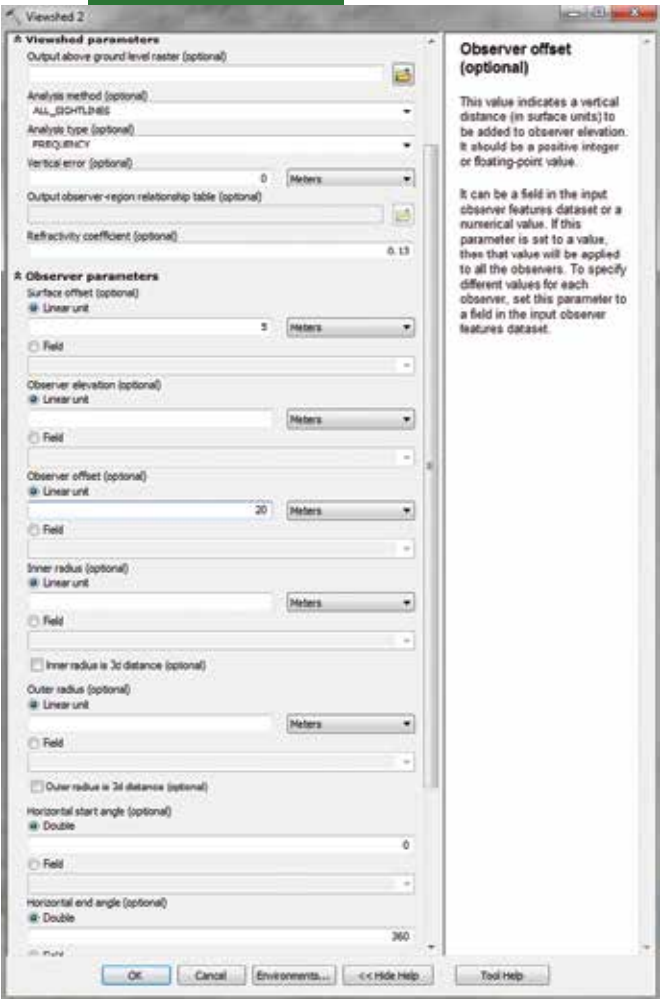 Viewshed 2
Viewshed parameters
Output above ground level raster (optional)
Analysis method (optional)
ALL_SIGHTLINES
Analysis type (optional)
FREQUENCY
Vertical error (optional)
0 Meters
Output observer-region relationship table (optional)
Refractivity coefficient (optional)
0.13
Observer parameters
Surface offset (optional)
Linear unit
5 Meters
Field
Observer elevation (optional)
Linear unit
Meters
Field
Observer offset (optional)
Linear unit
20 Meters
Field
Inner radius (optional)
Linear unit
Meters
Field
Inner radius is 3d distance (optional)
Outer radius (optional)
Linear unit
Meters
Field
Outer radius is 3d distance (optional)
Horizontal start angle (optional)
Double
0
Field
Horizontal end angle (optional)
Double
360
Field
OK Cancel Environments... << Hide Help Tool Help
Observer offset
(optional)
This value indicates a vertical
distance (in surface units) to
be added to observer elevation.
It should be a positive integer
or floating-point value.
It can be a field in the input
observer features dataset or a
numerical value. If this
parameter is set to a value,
then that value will be applied
to all the observers. To specify
different values for each
observer, set this parameter to
a field in the input observer
features dataset.